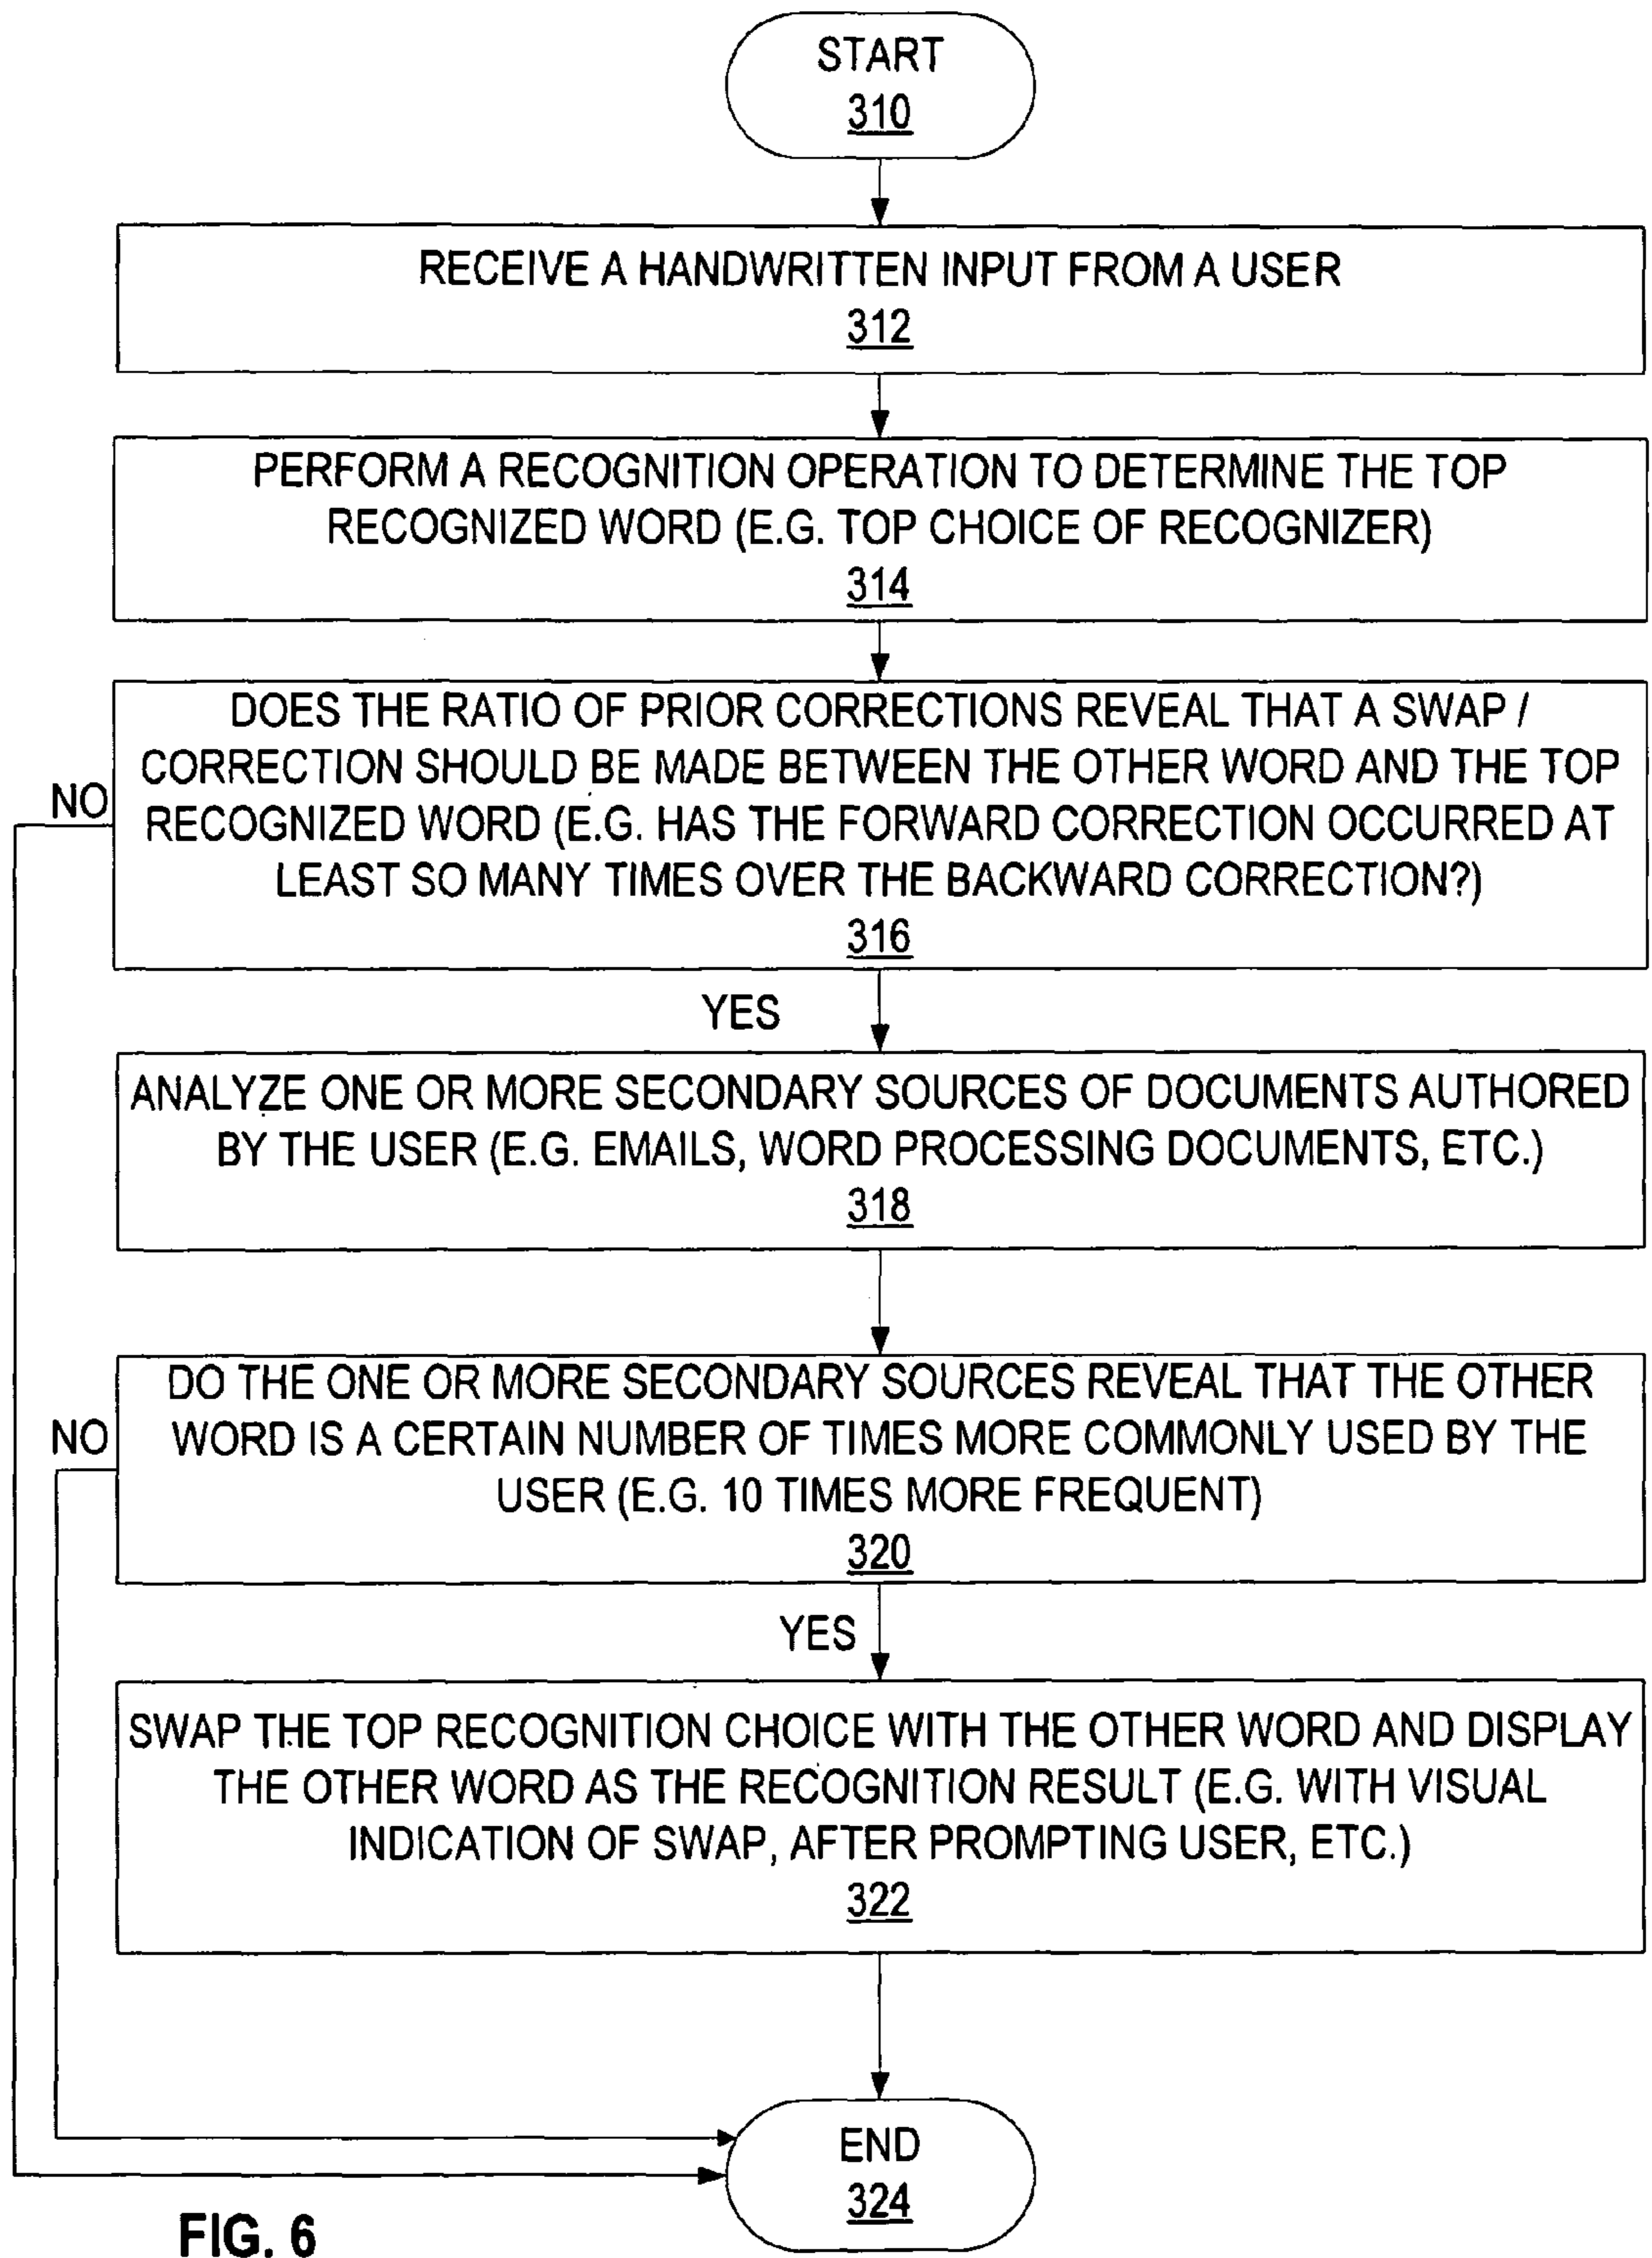 START
310
RECEIVE A HANDWRITTEN INPUT FROM A USER
312
PERFORM A RECOGNITION OPERATION TO DETERMINE THE TOP
RECOGNIZED WORD (E.G. TOP CHOICE OF RECOGNIZER)
314
DOES THE RATIO OF PRIOR CORRECTIONS REVEAL THAT A SWAP /
CORRECTION SHOULD BE MADE BETWEEN THE OTHER WORD AND THE TOP
RECOGNIZED WORD (E.G. HAS THE FORWARD CORRECTION OCCURRED AT
LEAST SO MANY TIMES OVER THE BACKWARD CORRECTION?)
316
NO
YES
ANALYZE ONE OR MORE SECONDARY SOURCES OF DOCUMENTS AUTHORED
BY THE USER (E.G. EMAILS, WORD PROCESSING DOCUMENTS, ETC.)
318
DO THE ONE OR MORE SECONDARY SOURCES REVEAL THAT THE OTHER
WORD IS A CERTAIN NUMBER OF TIMES MORE COMMONLY USED BY THE
USER (E.G. 10 TIMES MORE FREQUENT)
320
NO
YES
SWAP THE TOP RECOGNITION CHOICE WITH THE OTHER WORD AND DISPLAY
THE OTHER WORD AS THE RECOGNITION RESULT (E.G. WITH VISUAL
INDICATION OF SWAP, AFTER PROMPTING USER, ETC.)
322
END
324
FIG. 6